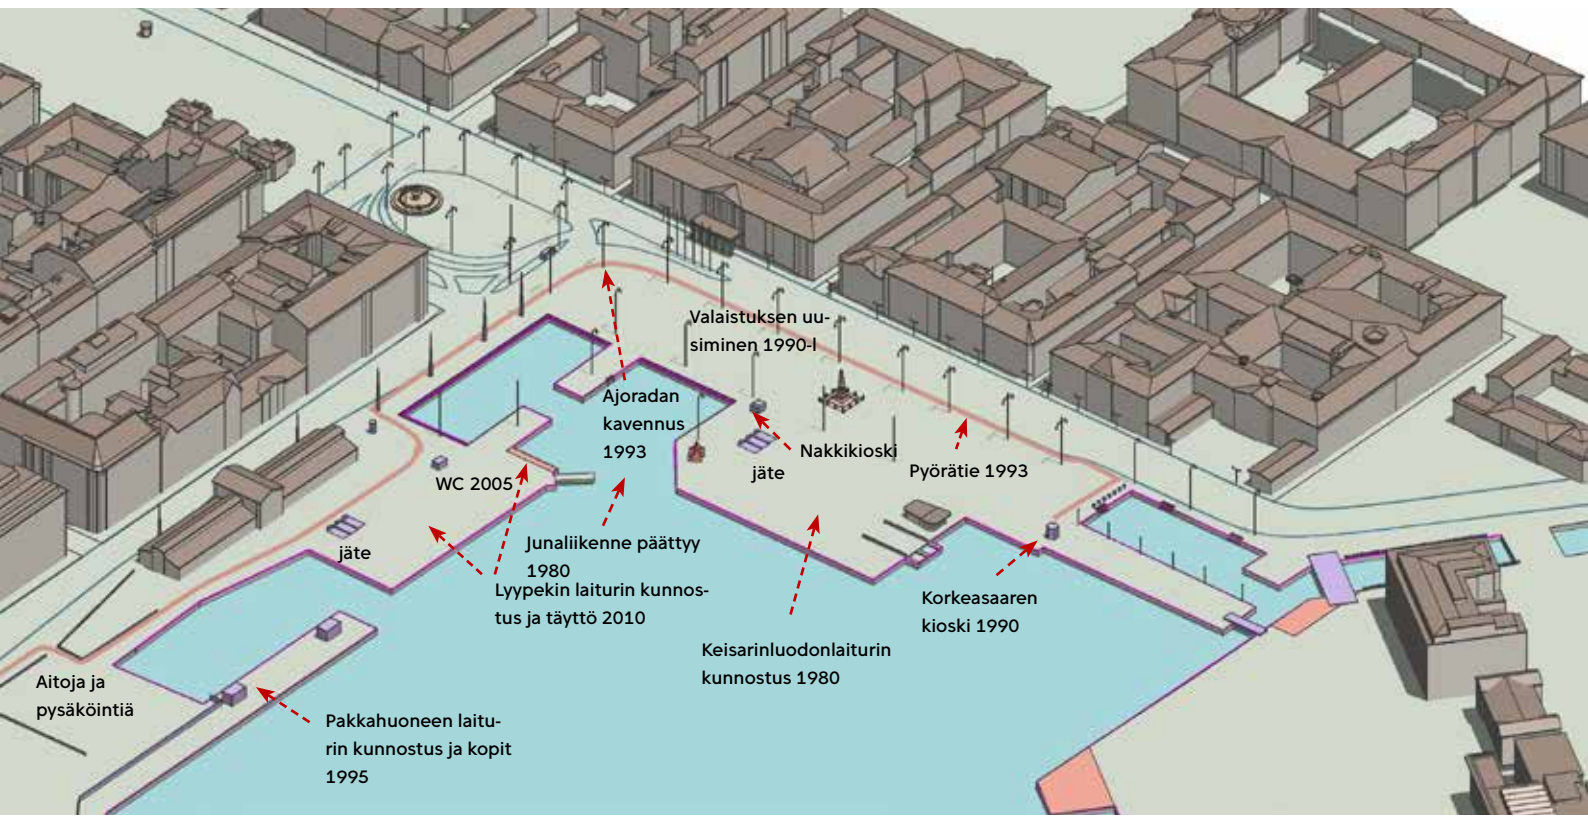 Valaistuksen uu-
siminen 1990-l
Ajoradan
kavennus
1993
Nakkikioski
jäte
Pyörätie 1993
WC 2005
jäte
Junaliikenne päättyy
1980
Lyypekin laiturin kunnos-
tus ja täyttö 2010
Korkeasaaren
kioski 1990
Keisarinluodonlaiturin
kunnostus 1980
Aitoja ja
pysäköintiä
Pakkahuoneen laitu-
rin kunnostus ja kopit
1995